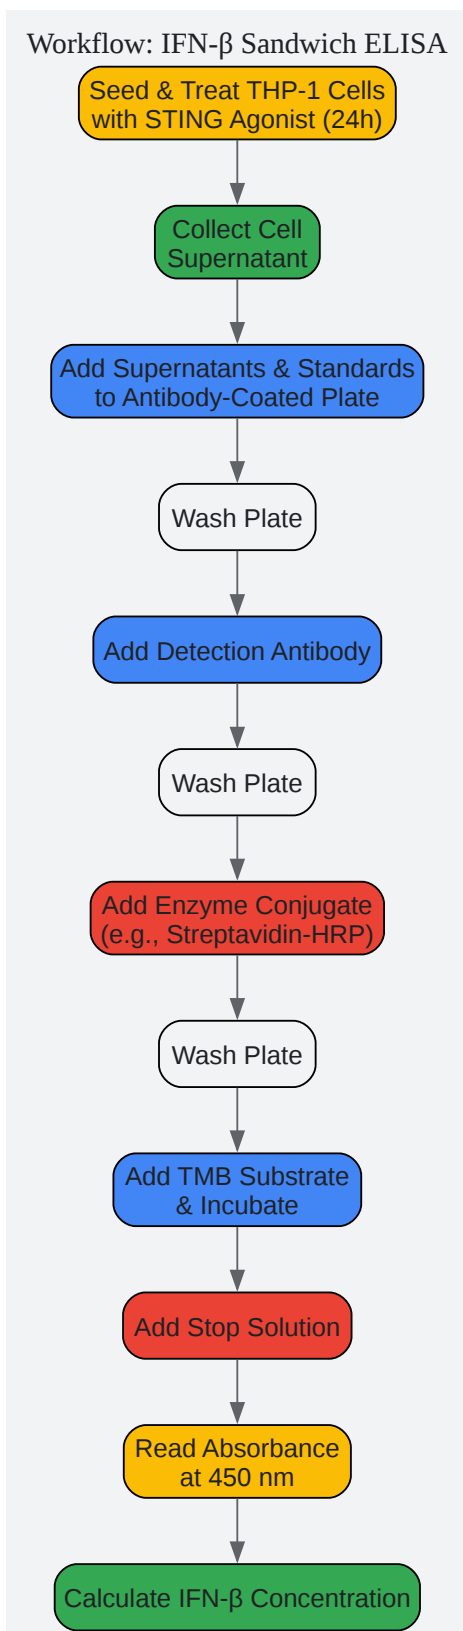 Workflow: IFN-β Sandwich ELISA
Seed & Treat THP-1 Cells
with STING Agonist (24h)
Collect Cell
Supernatant
Add Supernatants & Standards
to Antibody-Coated Plate
Wash Plate
Add Detection Antibody
Wash Plate
Add Enzyme Conjugate
(e.g., Streptavidin-HRP)
Wash Plate
Add TMB Substrate
& Incubate
Add Stop Solution
Read Absorbance
at 450 nm
Calculate IFN-β Concentration